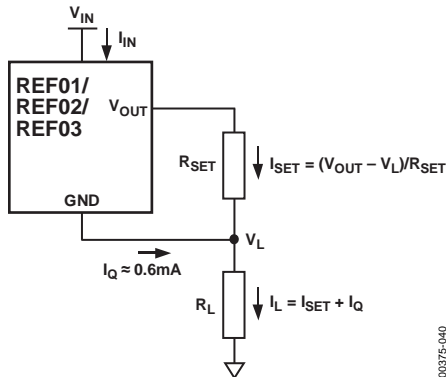 V_IN
I_IN
REF01/
REF02/
REF03
V_OUT
R_SET
I_SET = (V_OUT – V_L)/R_SET
GND
V_L
I_Q ≈ 0.6mA
R_L
I_L = I_SET + I_Q
00375-040